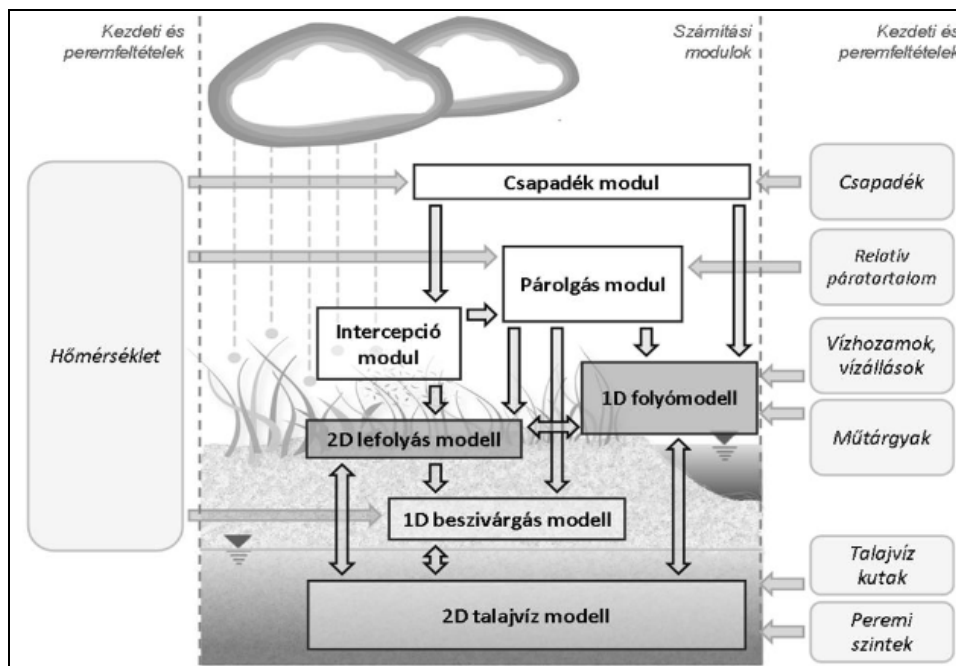 Kezdeti és
peremfeltételek
Számítási
modulok
Kezdeti és
peremfeltételek
Csapadék modul
Csapadék
Párolgás modul
Relatív
páratartalom
Intercepció
modul
Hőmérséklet
Vízhozamok,
vízállások
1D folyómodell
2D lefolyás modell
Műtárgyak
1D beszivárgás modell
Talajvíz
kutak
2D talajvíz modell
Peremi
szintek